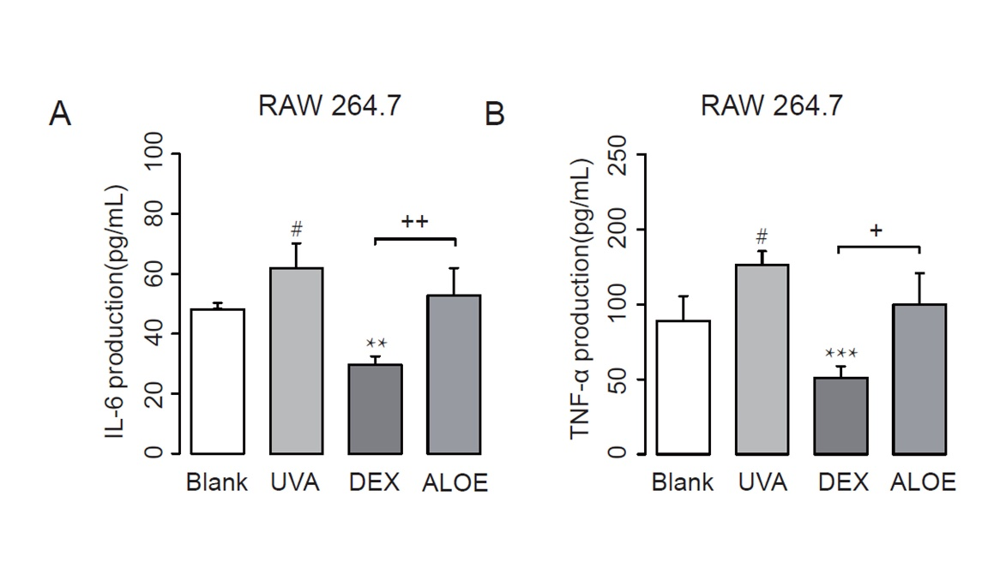 A
RAW 264.7
IL-6 production(pg/mL)
100
80
60
40
20
0
#
**
++
Blank
UVA
DEX
ALOE
B
RAW 264.7
TNF-α production(pg/mL)
250
200
100
50
0
#
***
+
Blank
UVA
DEX
ALOE